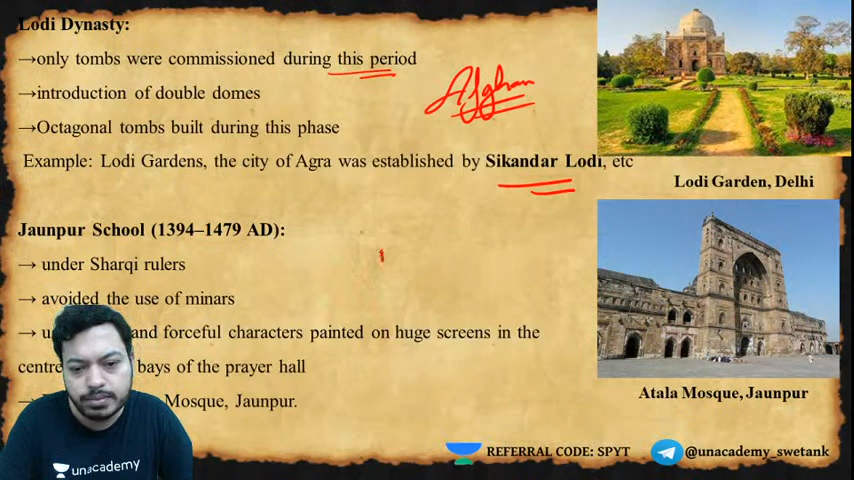 Lodi Dynasty:
→only tombs were commissioned during this period
→introduction of double domes
→Octagonal tombs built during this phase
Example: Lodi Gardens, the city of Agra was established by Sikandar Lodi, etc
Afghan
Lodi Garden, Delhi
Jaunpur School (1394–1479 AD):
→ under Sharqi rulers
→ avoided the use of minars
→ and forceful characters painted on huge screens in the
centre bays of the prayer hall
→ Mosque, Jaunpur.
Atala Mosque, Jaunpur
unacademy
REFERRAL CODE: SPYT
@unacademy_swetank